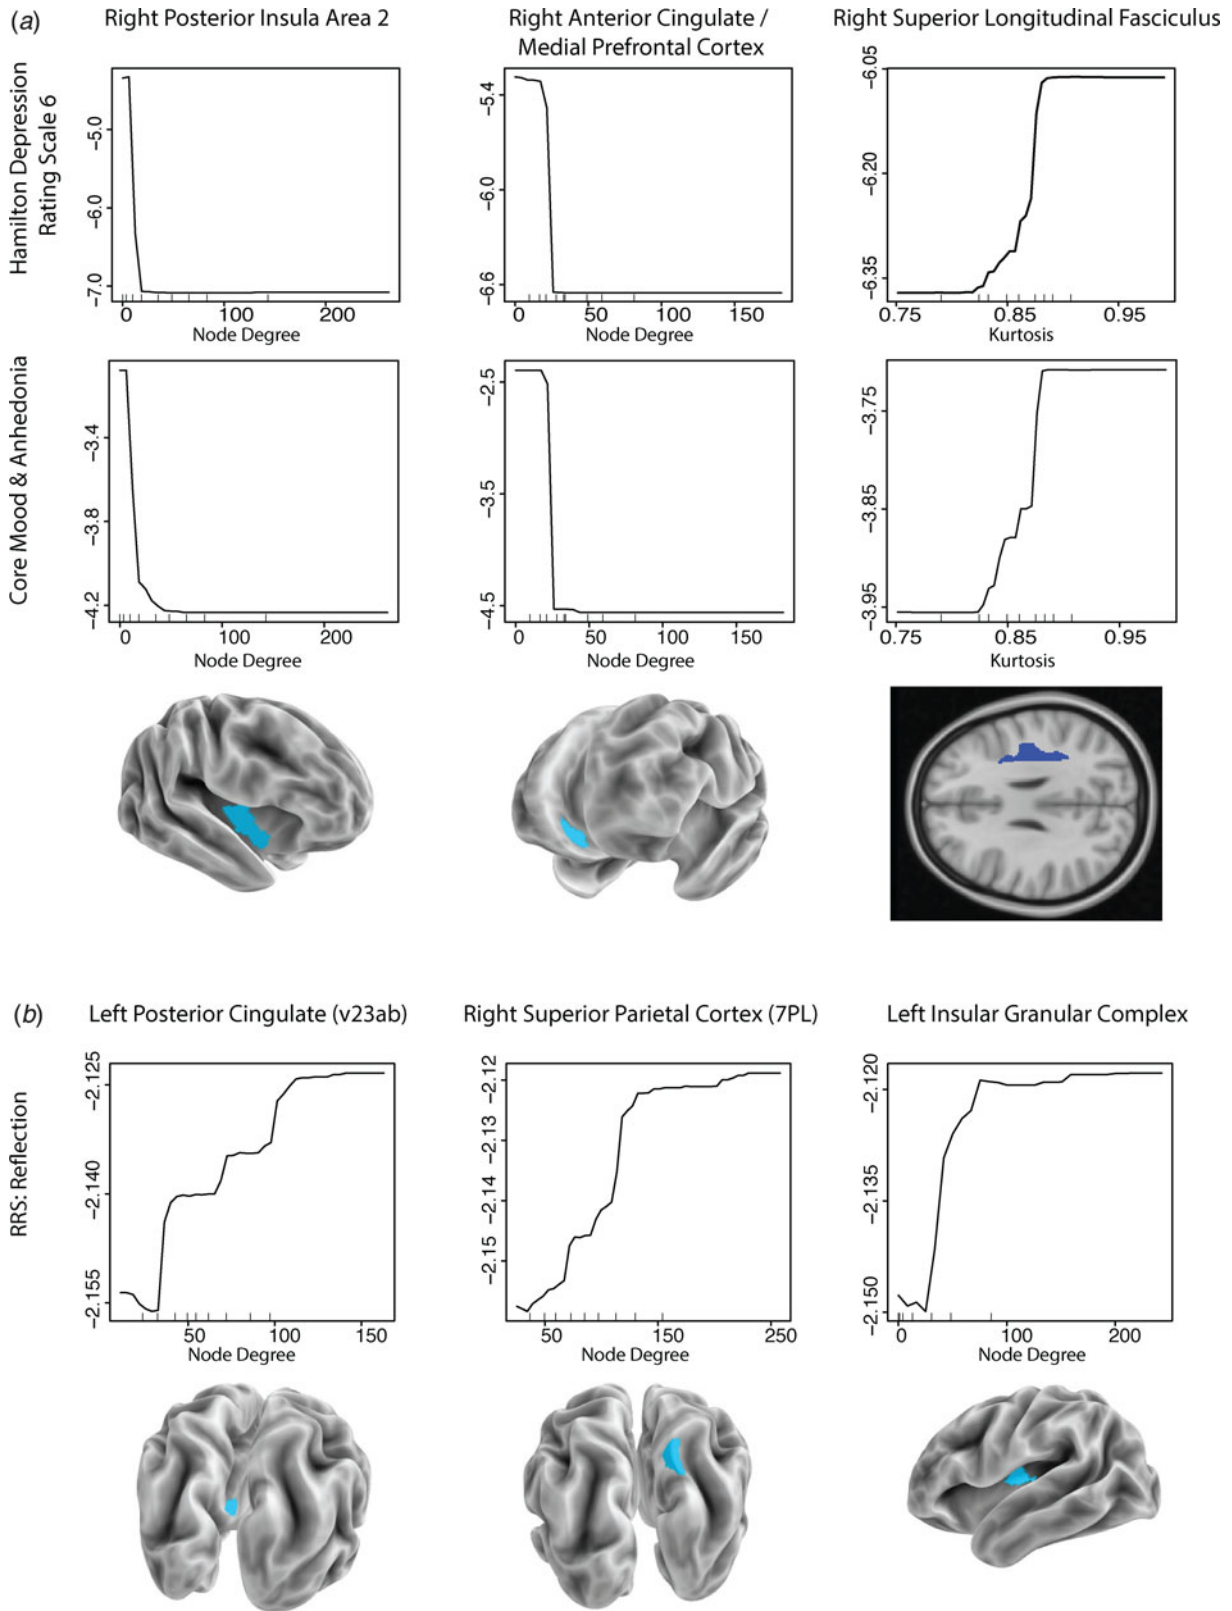 (a)
Right Posterior Insula Area 2
Right Anterior Cingulate /
Medial Prefrontal Cortex
Right Superior Longitudinal Fasciculus
Hamilton Depression
Rating Scale 6
−5.0
−6.0
−7.0
0
100
200
Node Degree
−5.4
−6.0
−6.6
0
50
100
150
Node Degree
−6.05
−6.20
−6.35
0.75
0.85
0.95
Kurtosis
Core Mood & Anhedonia
−3.4
−3.8
−4.2
0
100
200
Node Degree
−2.5
−3.5
−4.5
0
50
100
150
Node Degree
−3.75
−3.85
−3.95
0.75
0.85
0.95
Kurtosis
(b)
Left Posterior Cingulate (v23ab)
Right Superior Parietal Cortex (7PL)
Left Insular Granular Complex
RRS: Reflection
−2.125
−2.140
−2.155
50
100
150
Node Degree
−2.12
−2.13
−2.14
−2.15
50
150
250
Node Degree
−2.120
−2.135
−2.150
0
100
200
Node Degree